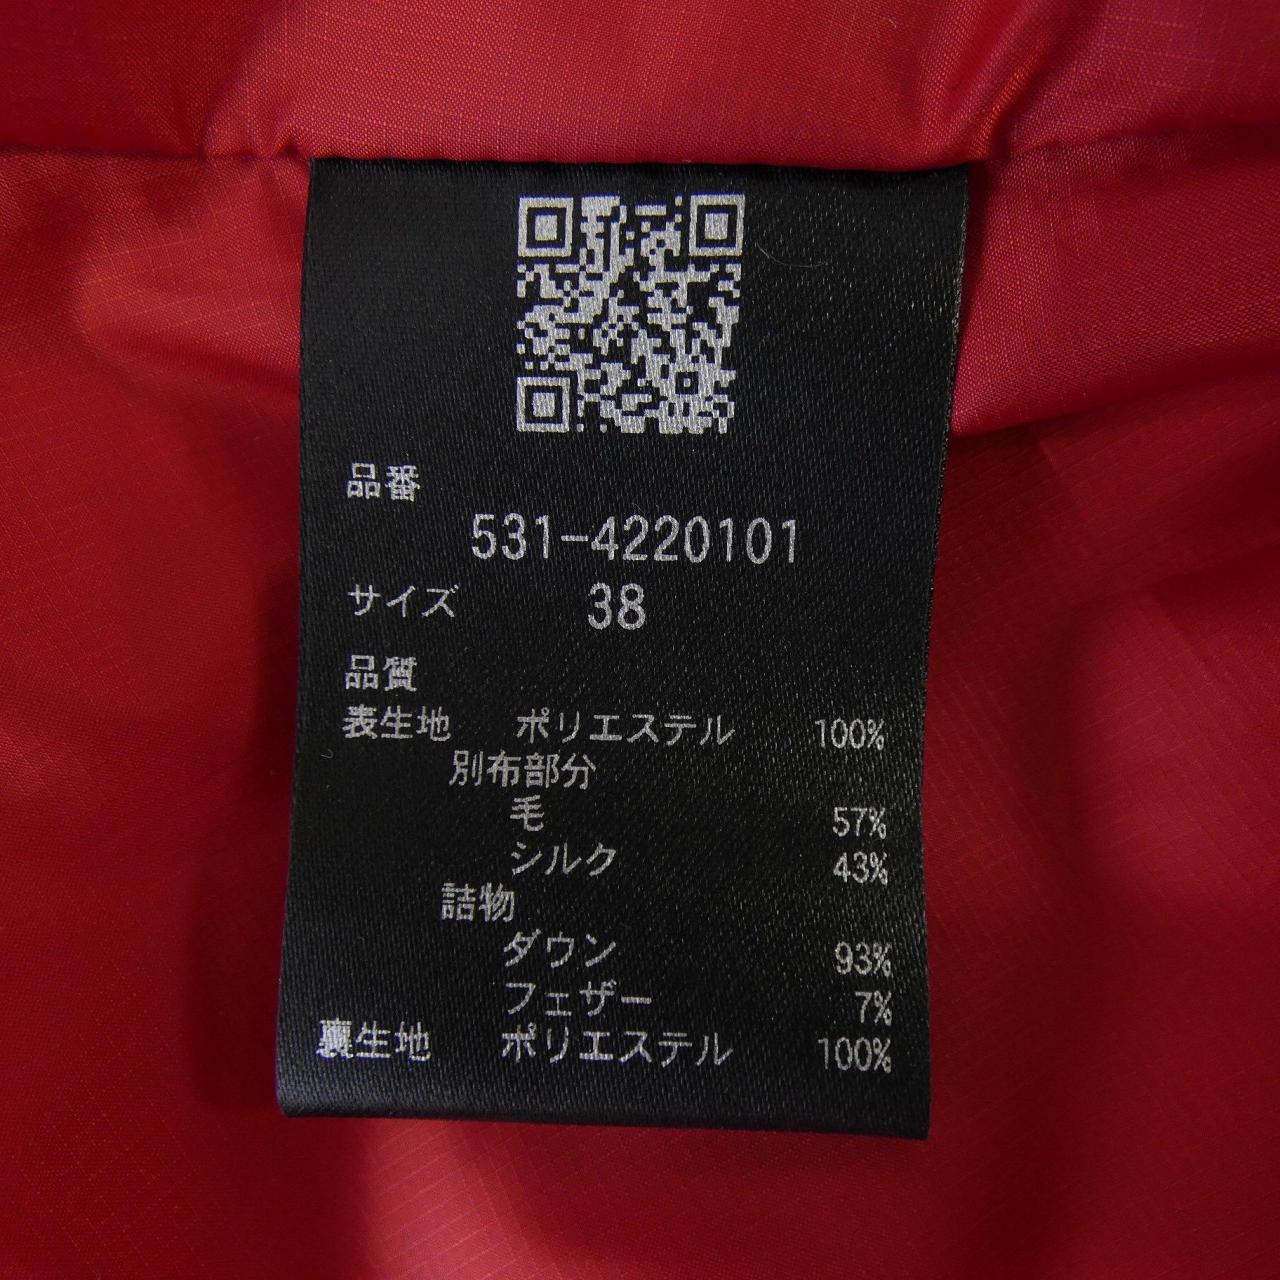 品番
531-4220101
サイズ 38
品質
表生地 ポリエステル 100%
別布部分
毛 57%
シルク 43%
詰物
ダウン 93%
フェザー 7%
裏生地 ポリエステル 100%